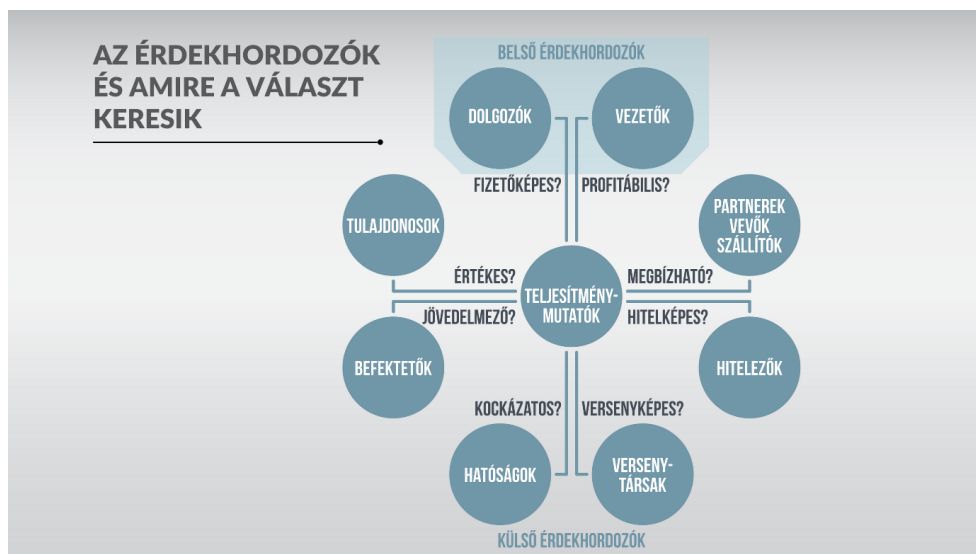 AZ ÉRDEKHORDOZÓK
ÉS AMIRE A VÁLASZT
KERESIK
BELSŐ ÉRDEKHORDOZÓK
DOLGOZÓK
VEZETŐK
FIZETŐKÉPES?
PROFITÁBILIS?
TULAJDONOSOK
PARTNEREK
VEVŐK
SZÁLLÍTÓK
ÉRTÉKES?
MEGBÍZHATÓ?
TELJESÍTMÉNY-
MUTATÓK
JÖVEDELMEZŐ?
HITELKÉPES?
BEFEKTETŐK
HITELEZŐK
KOCKÁZATOS?
VERSENYKÉPES?
HATÓSÁGOK
VERSENY-
TÁRSAK
KÜLSŐ ÉRDEKHORDOZÓK